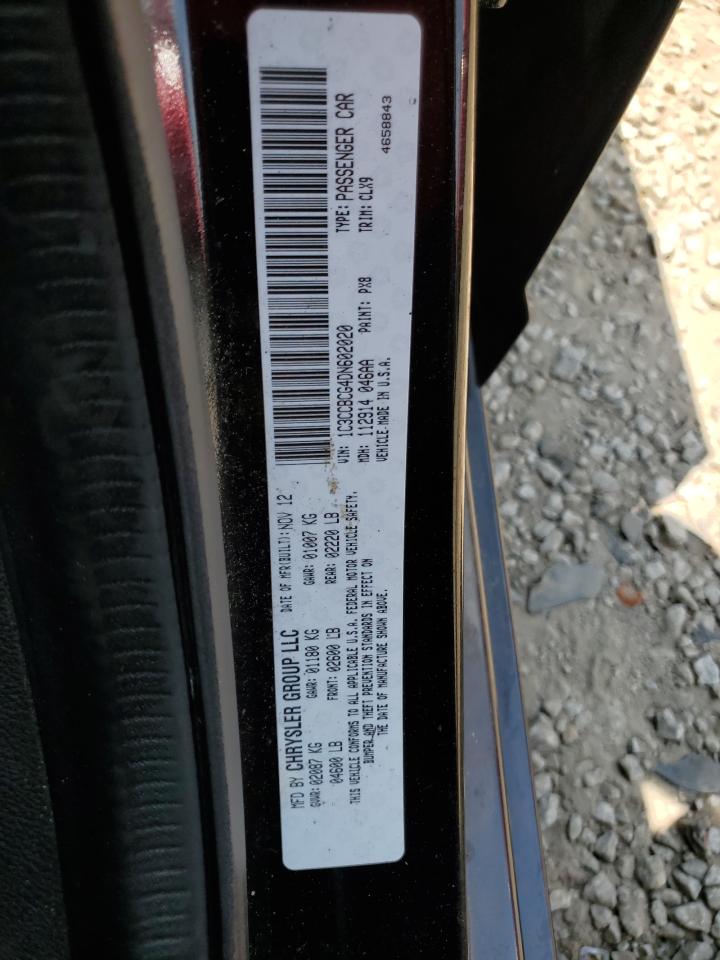 MFD BY CHRYSLER GROUP LLC
DATE OF MFR(BUILT): NOV 12
GVWR: 02087 KG
GAWR: 01180 KG
GAWR: 01007 KG
04600 LB
FRONT: 02600 LB
REAR: 02220 LB
THIS VEHICLE CONFORMS TO ALL APPLICABLE U.S.A. FEDERAL MOTOR VEHICLE SAFETY,
BUMPER AND THEFT PREVENTION STANDARDS IN EFFECT ON
THE DATE OF MANUFACTURE SHOWN ABOVE.
VIN: 1C3CCBCG4DN602020
TYPE: PASSENGER CAR
MDH: 112914 046AA
PAINT: PX8
TRIM: CLX9
VEHICLE MADE IN U.S.A.
4658843